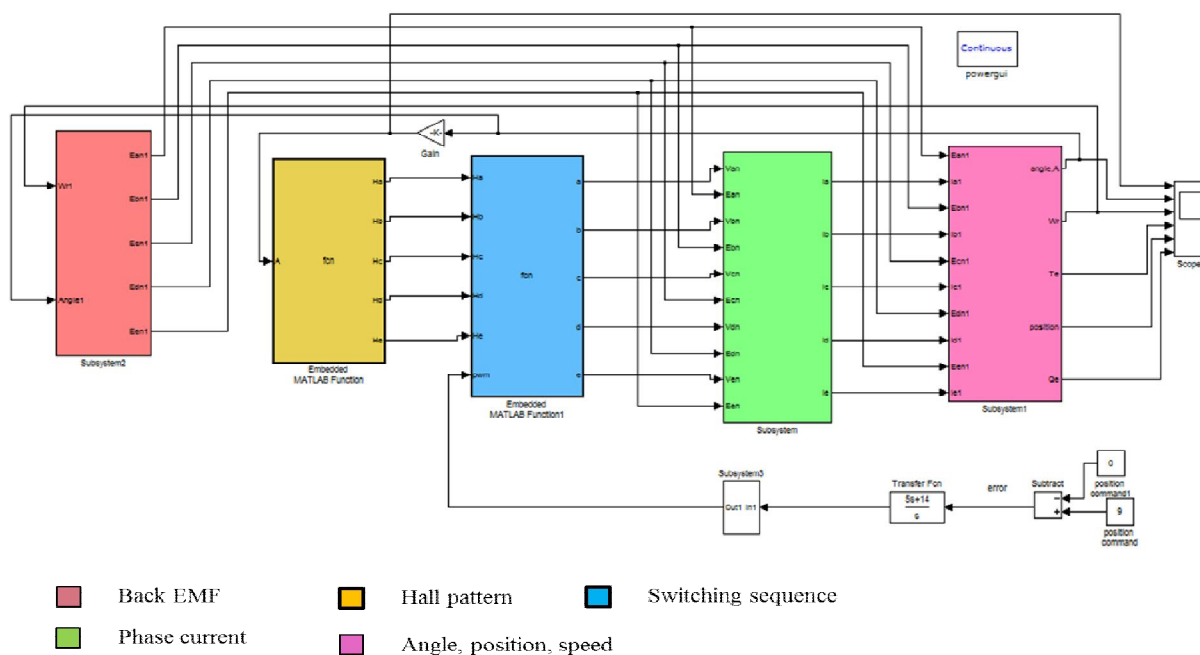 Continuous
powergui
-K-
Gain
Wr1
Angle1
Ean1
Ebn1
Edn1
Een1
Subsystem2
A
fcn
Ha
Hb
Hc
Hd
He
Embedded
MATLAB Function
Ha
Hb
Hc
Hd
He
pwm
fcn
a
b
c
d
e
Embedded
MATLAB Function1
Van
Ean
Vbn
Ebn
Vcn
Ecn
Vdn
Edn
Ven
Een
Ia
Ib
Ic
Id
Ie
Subsystem
Ean1
Ia1
Ebn1
Ib1
Ecn1
Ic1
Edn1
Id1
Een1
Ie1
angle,A
Wr
Te
position
Qe
Subsystem1
Scope
Subsystem3
Out1 In1
Transfer Fcn
5s+14
s
error
Subtract
0
position
command1
9
position
command
Back EMF
Hall pattern
Switching sequence
Phase current
Angle, position, speed